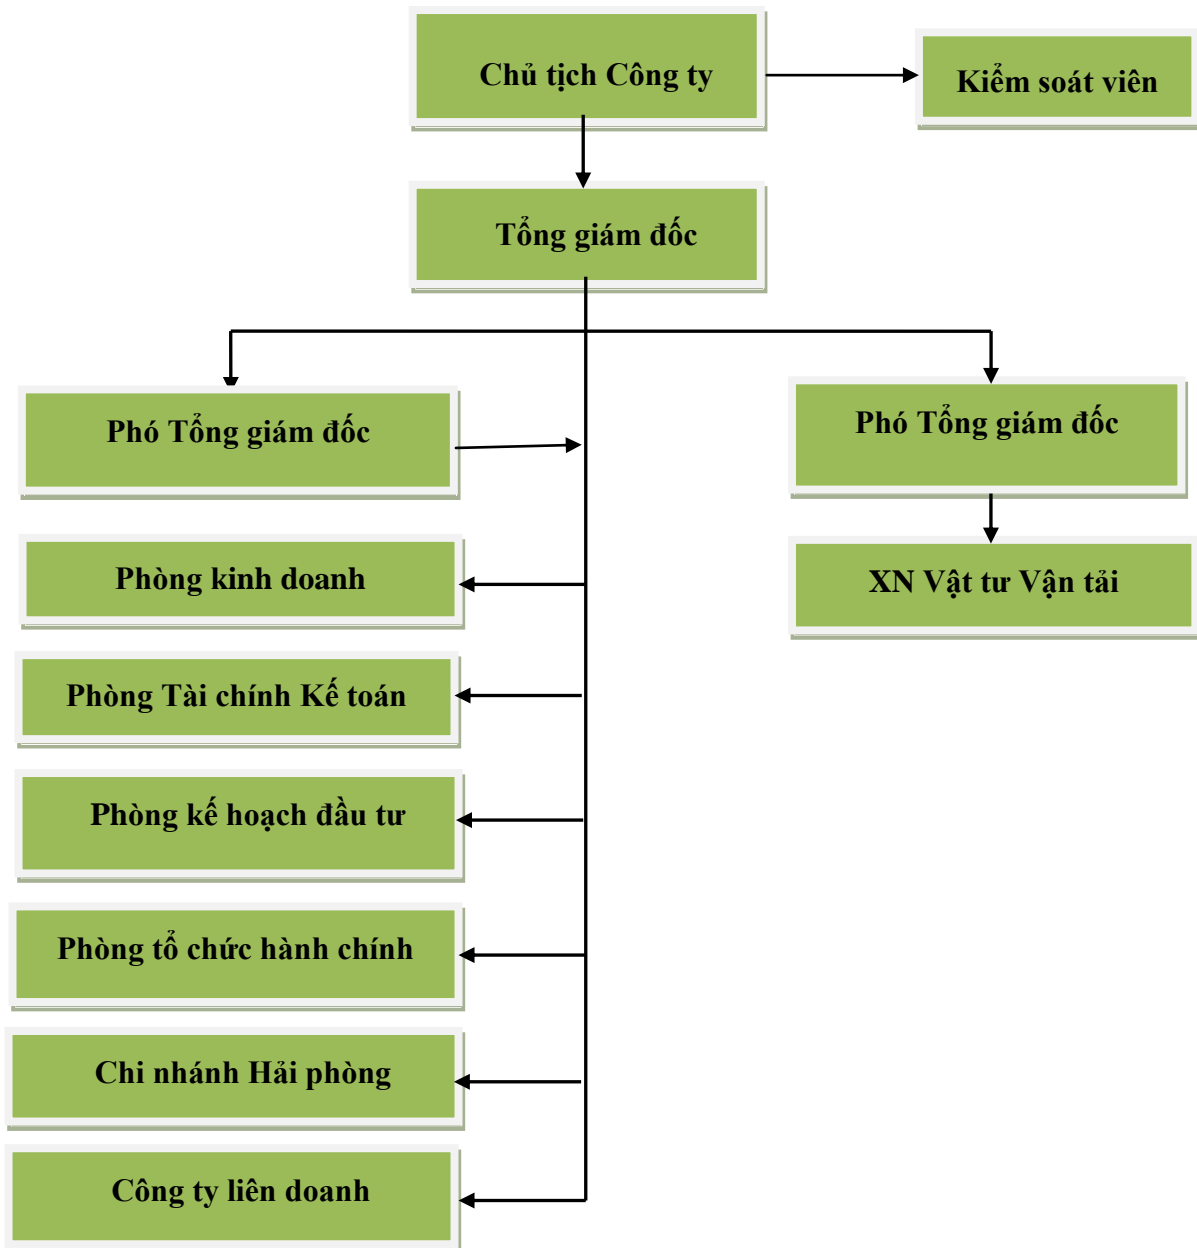 Chủ tịch Công ty
Kiểm soát viên
Tổng giám đốc
Phó Tổng giám đốc
Phó Tổng giám đốc
Phòng kinh doanh
XN Vật tư Vận tải
Phòng Tài chính Kế toán
Phòng kế hoạch đầu tư
Phòng tổ chức hành chính
Chi nhánh Hải phòng
Công ty liên doanh